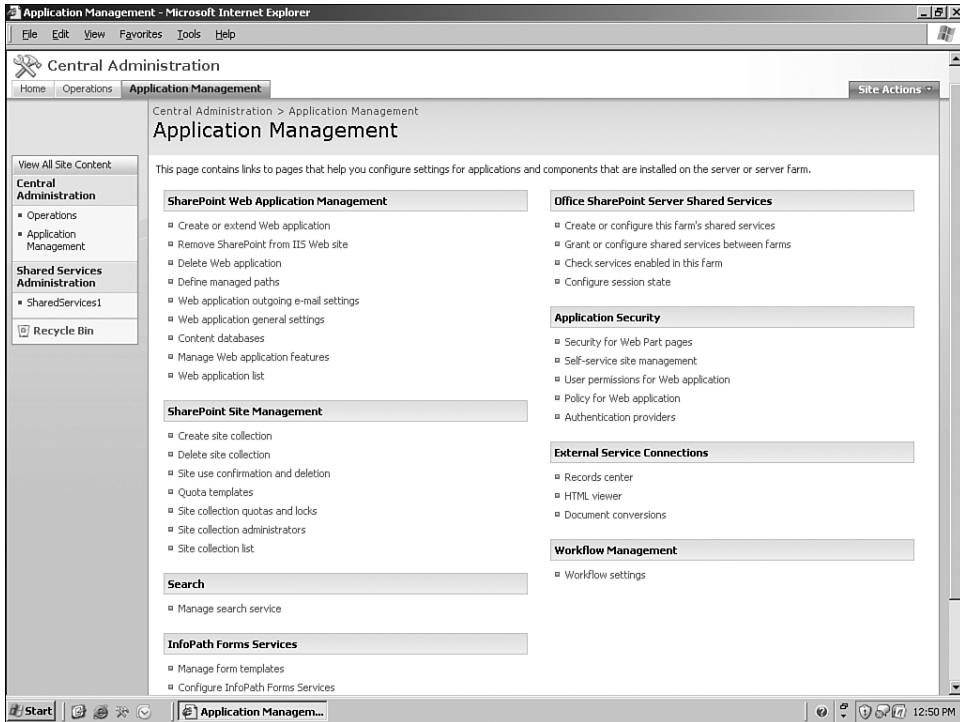 Application Management - Microsoft Internet Explorer
File Edit View Favorites Tools Help
Central Administration
Home Operations Application Management Site Actions
Central Administration > Application Management
Application Management
This page contains links to pages that help you configure settings for applications and components that are installed on the server or server farm.
View All Site Content
Central
Administration
Operations
Application
Management
Shared Services
Administration
SharedServices1
Recycle Bin
SharePoint Web Application Management
Create or extend Web application
Remove SharePoint from IIS Web site
Delete Web application
Define managed paths
Web application outgoing e-mail settings
Web application general settings
Content databases
Manage Web application features
Web application list
SharePoint Site Management
Create site collection
Delete site collection
Site use confirmation and deletion
Quota templates
Site collection quotas and locks
Site collection administrators
Site collection list
Search
Manage search service
InfoPath Forms Services
Manage form templates
Configure InfoPath Forms Services
Office SharePoint Server Shared Services
Create or configure this farm's shared services
Grant or configure shared services between farms
Check services enabled in this farm
Configure session state
Application Security
Security for Web Part pages
Self-service site management
User permissions for Web application
Policy for Web application
Authentication providers
External Service Connections
Records center
HTML viewer
Document conversions
Workflow Management
Workflow settings
Start Application Managem... 12:50 PM